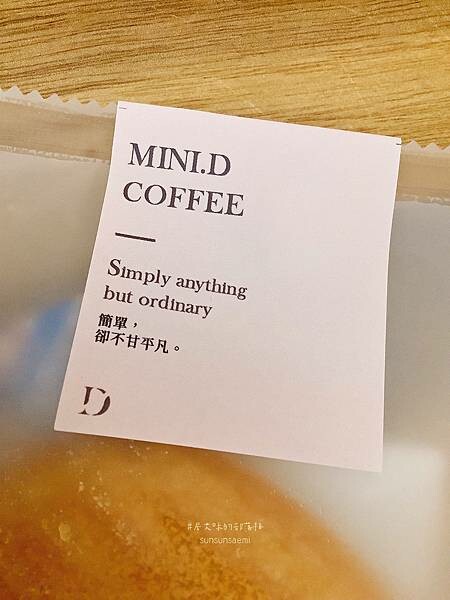 MINI.D
COFFEE
Simply anything
but ordinary
簡單，
卻不甘平凡。
D
sunsunsaemi